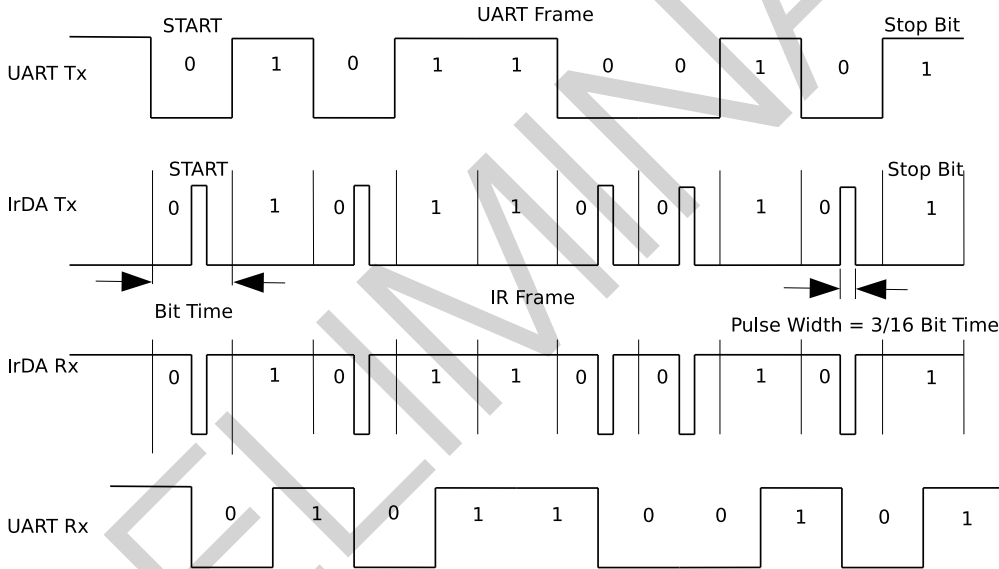 START
UART Frame
Stop Bit
UART Tx
0 1 0 1 1 0 0 1 0 1
START
Stop Bit
IrDA Tx
0 1 0 1 1 0 0 1 0 1
Bit Time
IR Frame
Pulse Width = 3/16 Bit Time
IrDA Rx
0 1 0 1 1 0 0 1 0 1
UART Rx
0 1 0 1 1 0 0 1 0 1
ELIMINA